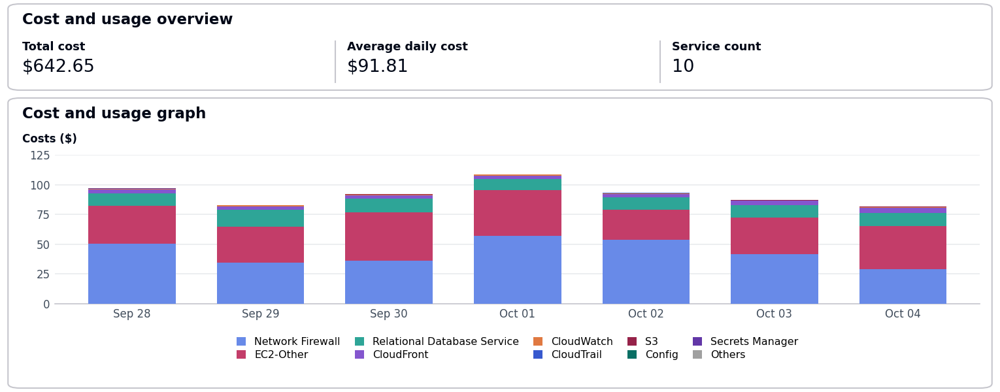 Cost and usage overview
Total cost
$642.65
Average daily cost
$91.81
Service count
10
Cost and usage graph
Costs ($)
125
100
75
50
25
0
Sep 28 Sep 29 Sep 30 Oct 01 Oct 02 Oct 03 Oct 04
Network Firewall Relational Database Service CloudWatch S3 Secrets Manager
EC2-Other CloudFront CloudTrail Config Others